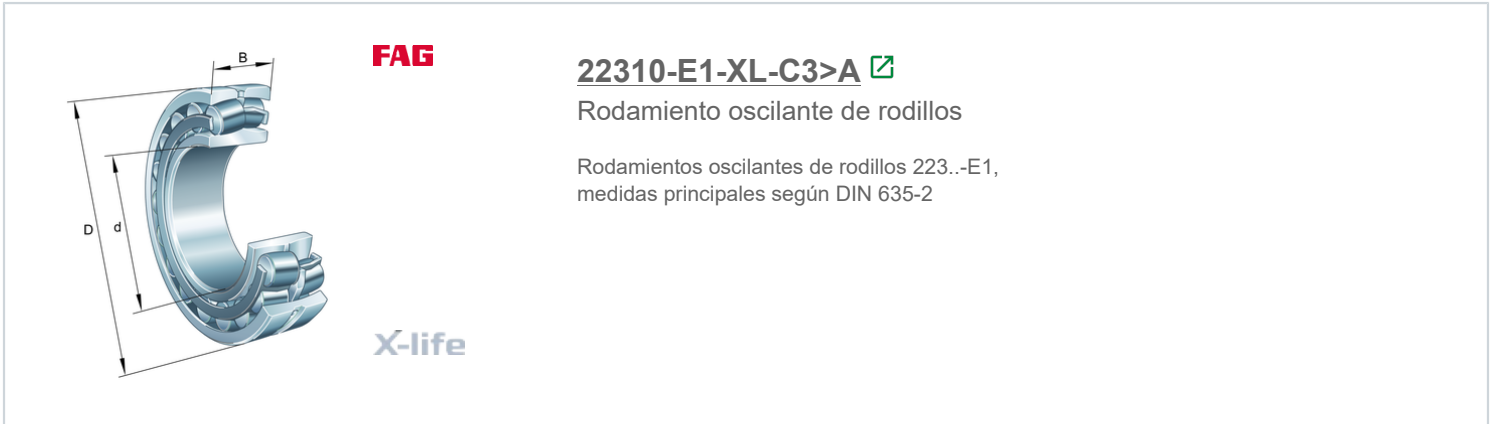 B
FAG
22310-E1-XL-C3>A
Rodamiento oscilante de rodillos
Rodamientos oscilantes de rodillos 223..-E1,
medidas principales según DIN 635-2
D
d
X-life